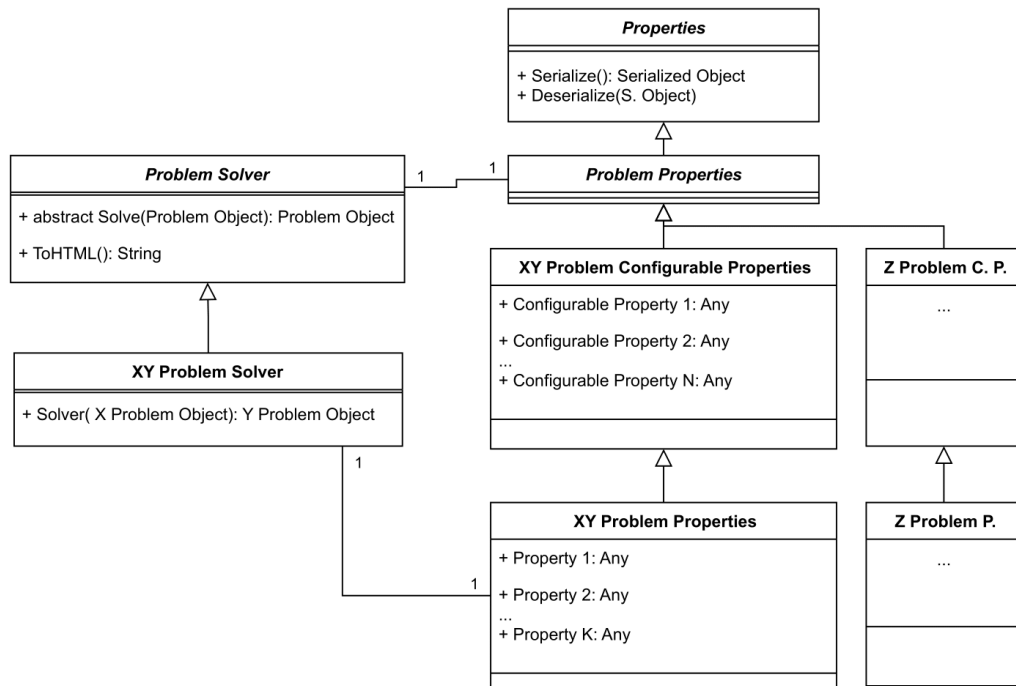 Properties
+ Serialize(): Serialized Object
+ Deserialize(S. Object)
Problem Solver
+ abstract Solve(Problem Object): Problem Object
+ ToHTML(): String
1
1
Problem Properties
XY Problem Configurable Properties
+ Configurable Property 1: Any
+ Configurable Property 2: Any
...
+ Configurable Property N: Any
Z Problem C. P.
...
XY Problem Solver
+ Solver( X Problem Object): Y Problem Object
1
1
XY Problem Properties
+ Property 1: Any
+ Property 2: Any
...
+ Property K: Any
Z Problem P.
...